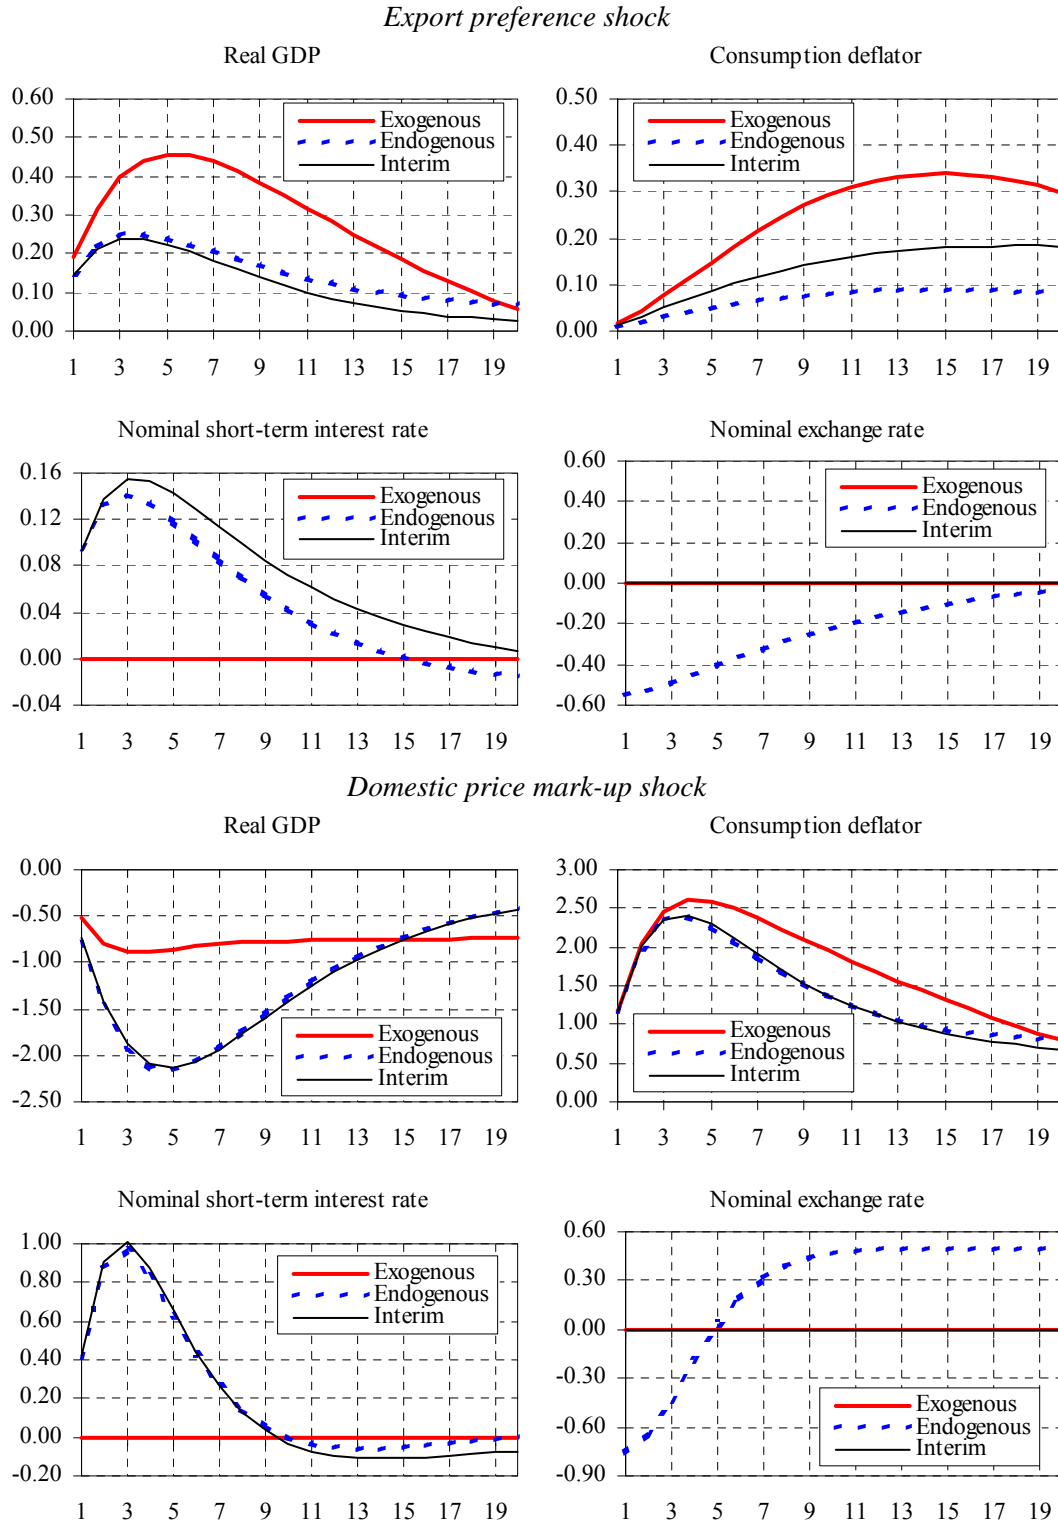 Export preference shock
Real GDP
0.60
0.50
0.40
0.30
0.20
0.10
0.00
Exogenous
Endogenous
Interim
1 3 5 7 9 11 13 15 17 19
Consumption deflator
0.50
0.40
0.30
0.20
0.10
0.00
Exogenous
Endogenous
Interim
1 3 5 7 9 11 13 15 17 19
Nominal short-term interest rate
0.16
0.12
0.08
0.04
0.00
-0.04
Exogenous
Endogenous
Interim
1 3 5 7 9 11 13 15 17 19
Nominal exchange rate
0.60
0.40
0.20
0.00
-0.20
-0.40
-0.60
Exogenous
Endogenous
Interim
1 3 5 7 9 11 13 15 17 19
Domestic price mark-up shock
Real GDP
0.00
-0.50
-1.00
-1.50
-2.00
-2.50
Exogenous
Endogenous
Interim
1 3 5 7 9 11 13 15 17 19
Consumption deflator
3.00
2.50
2.00
1.50
1.00
0.50
0.00
Exogenous
Endogenous
Interim
1 3 5 7 9 11 13 15 17 19
Nominal short-term interest rate
1.00
0.80
0.60
0.40
0.20
0.00
-0.20
Exogenous
Endogenous
Interim
1 3 5 7 9 11 13 15 17 19
Nominal exchange rate
0.60
0.30
0.00
-0.30
-0.60
-0.90
Exogenous
Endogenous
Interim
1 3 5 7 9 11 13 15 17 19